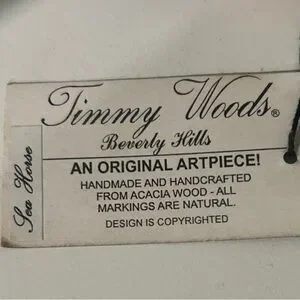 Timmy Woods®
Beverly Hills
AN ORIGINAL ARTPIECE!
HANDMADE AND HANDCRAFTED
FROM ACACIA WOOD - ALL
MARKINGS ARE NATURAL.
DESIGN IS COPYRIGHTED
Sea Horse